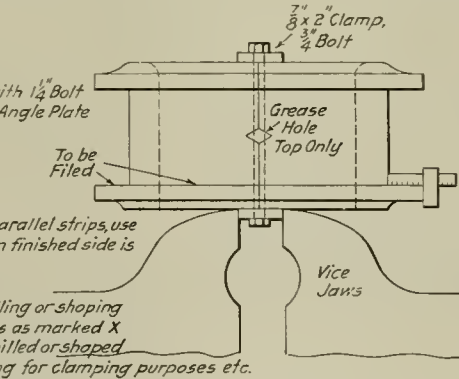 7/8" x 2" Clamp,
3/4" Bolt
ith 1 1/4" Bolt
Angle Plate
Grease
Hole
Top Only
To be
Filed
arallel strips, use
n finished side is
Vice
Jaws
ling or shoping
s as marked X
illed or shaped
ng for clamping purposes etc.